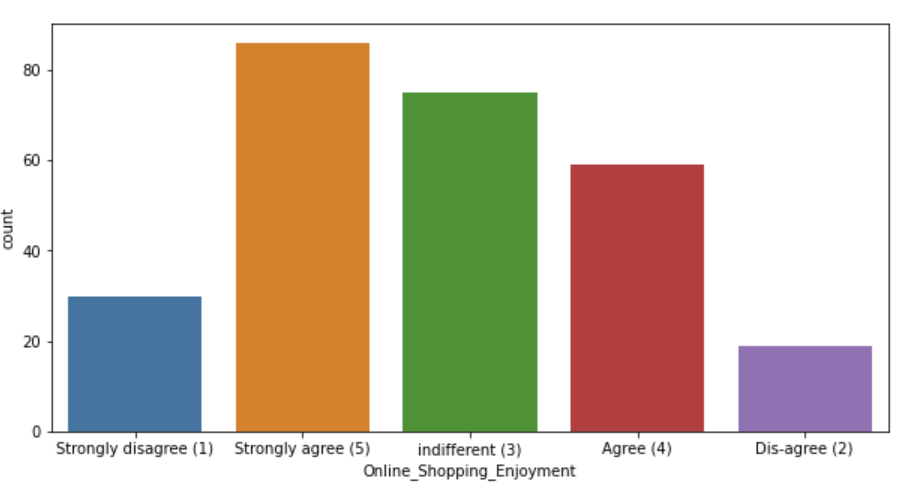 80
60
40
20
0
count
Strongly disagree (1) Strongly agree (5) indifferent (3) Agree (4) Dis-agree (2)
Online_Shopping_Enjoyment